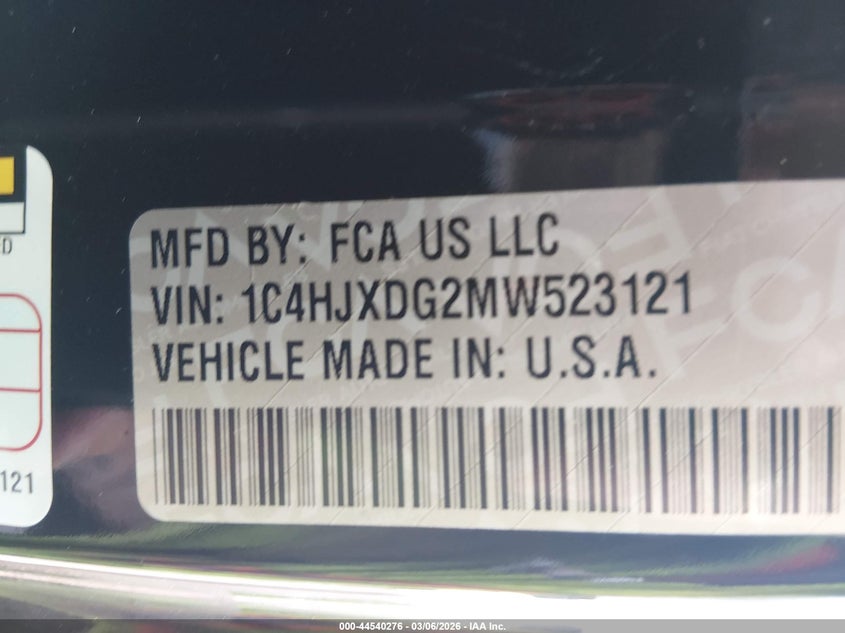 MFD BY: FCA US LLC
VIN: 1C4HJXDG2MW523121
VEHICLE MADE IN: U.S.A.
121
000-44540276 - 03/06/2026 - IAA Inc.